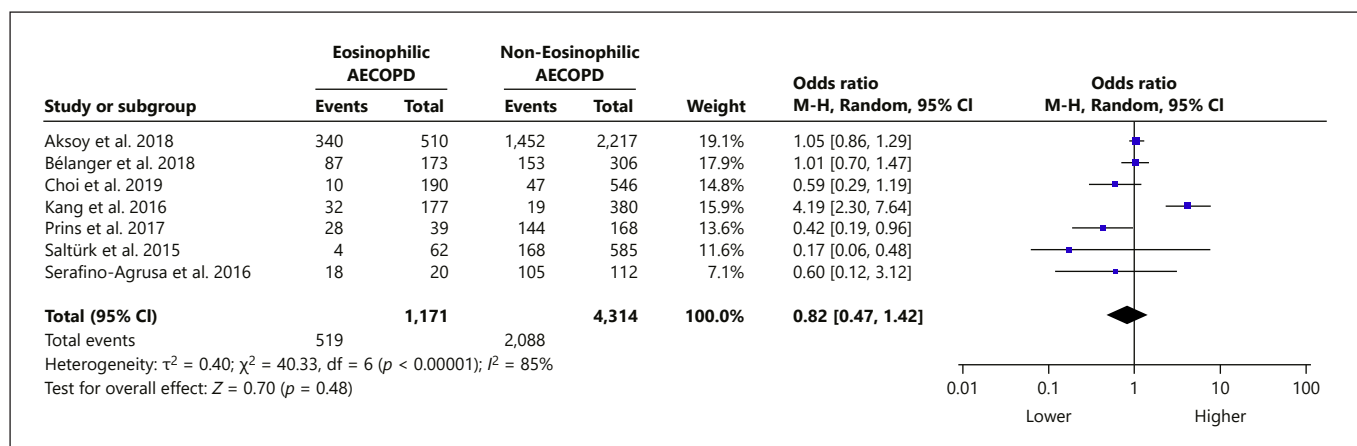 Eosinophilic AECOPD Non-Eosinophilic AECOPD
Study or subgroup Events Total Events Total Weight Odds ratio M-H, Random, 95% CI Odds ratio M-H, Random, 95% CI
Aksoy et al. 2018 340 510 1,452 2,217 19.1% 1.05 [0.86, 1.29]
Bélanger et al. 2018 87 173 153 306 17.9% 1.01 [0.70, 1.47]
Choi et al. 2019 10 190 47 546 14.8% 0.59 [0.29, 1.19]
Kang et al. 2016 32 177 19 380 15.9% 4.19 [2.30, 7.64]
Prins et al. 2017 28 39 144 168 13.6% 0.42 [0.19, 0.96]
Saltürk et al. 2015 4 62 168 585 11.6% 0.17 [0.06, 0.48]
Serafino-Agrusa et al. 2016 18 20 105 112 7.1% 0.60 [0.12, 3.12]
Total (95% CI) 1,171 4,314 100.0% 0.82 [0.47, 1.42]
Total events 519 2,088
Heterogeneity: τ² = 0.40; χ² = 40.33, df = 6 (p < 0.00001); I² = 85%
Test for overall effect: Z = 0.70 (p = 0.48)
0.01 0.1 1 10 100
Lower Higher